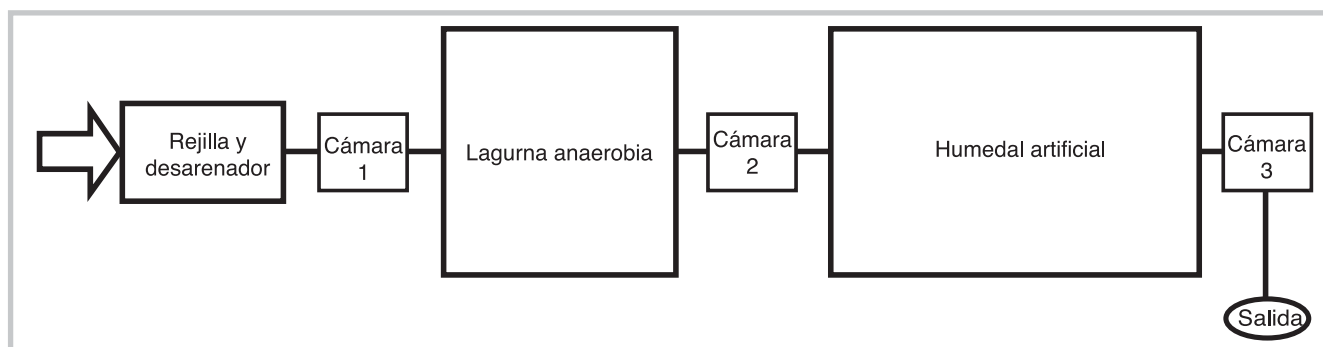 Rejilla y
desarenador
Cámara
1
Lagurna anaerobia
Cámara
2
Humedal artificial
Cámara
3
Salida